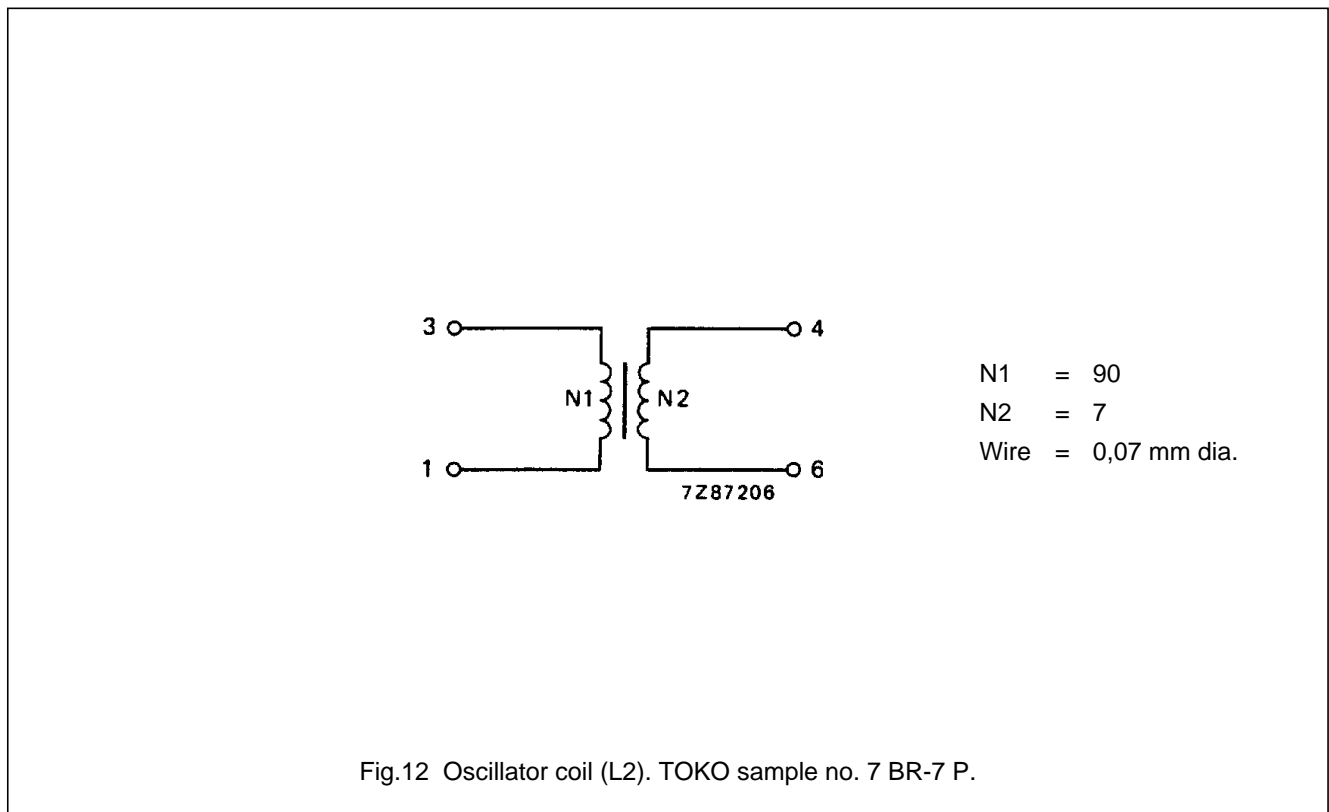 3
4
N1
N2
1
6
7Z87206
N1 = 90
N2 = 7
Wire = 0,07 mm dia.
Fig.12 Oscillator coil (L2). TOKO sample no. 7 BR-7 P.